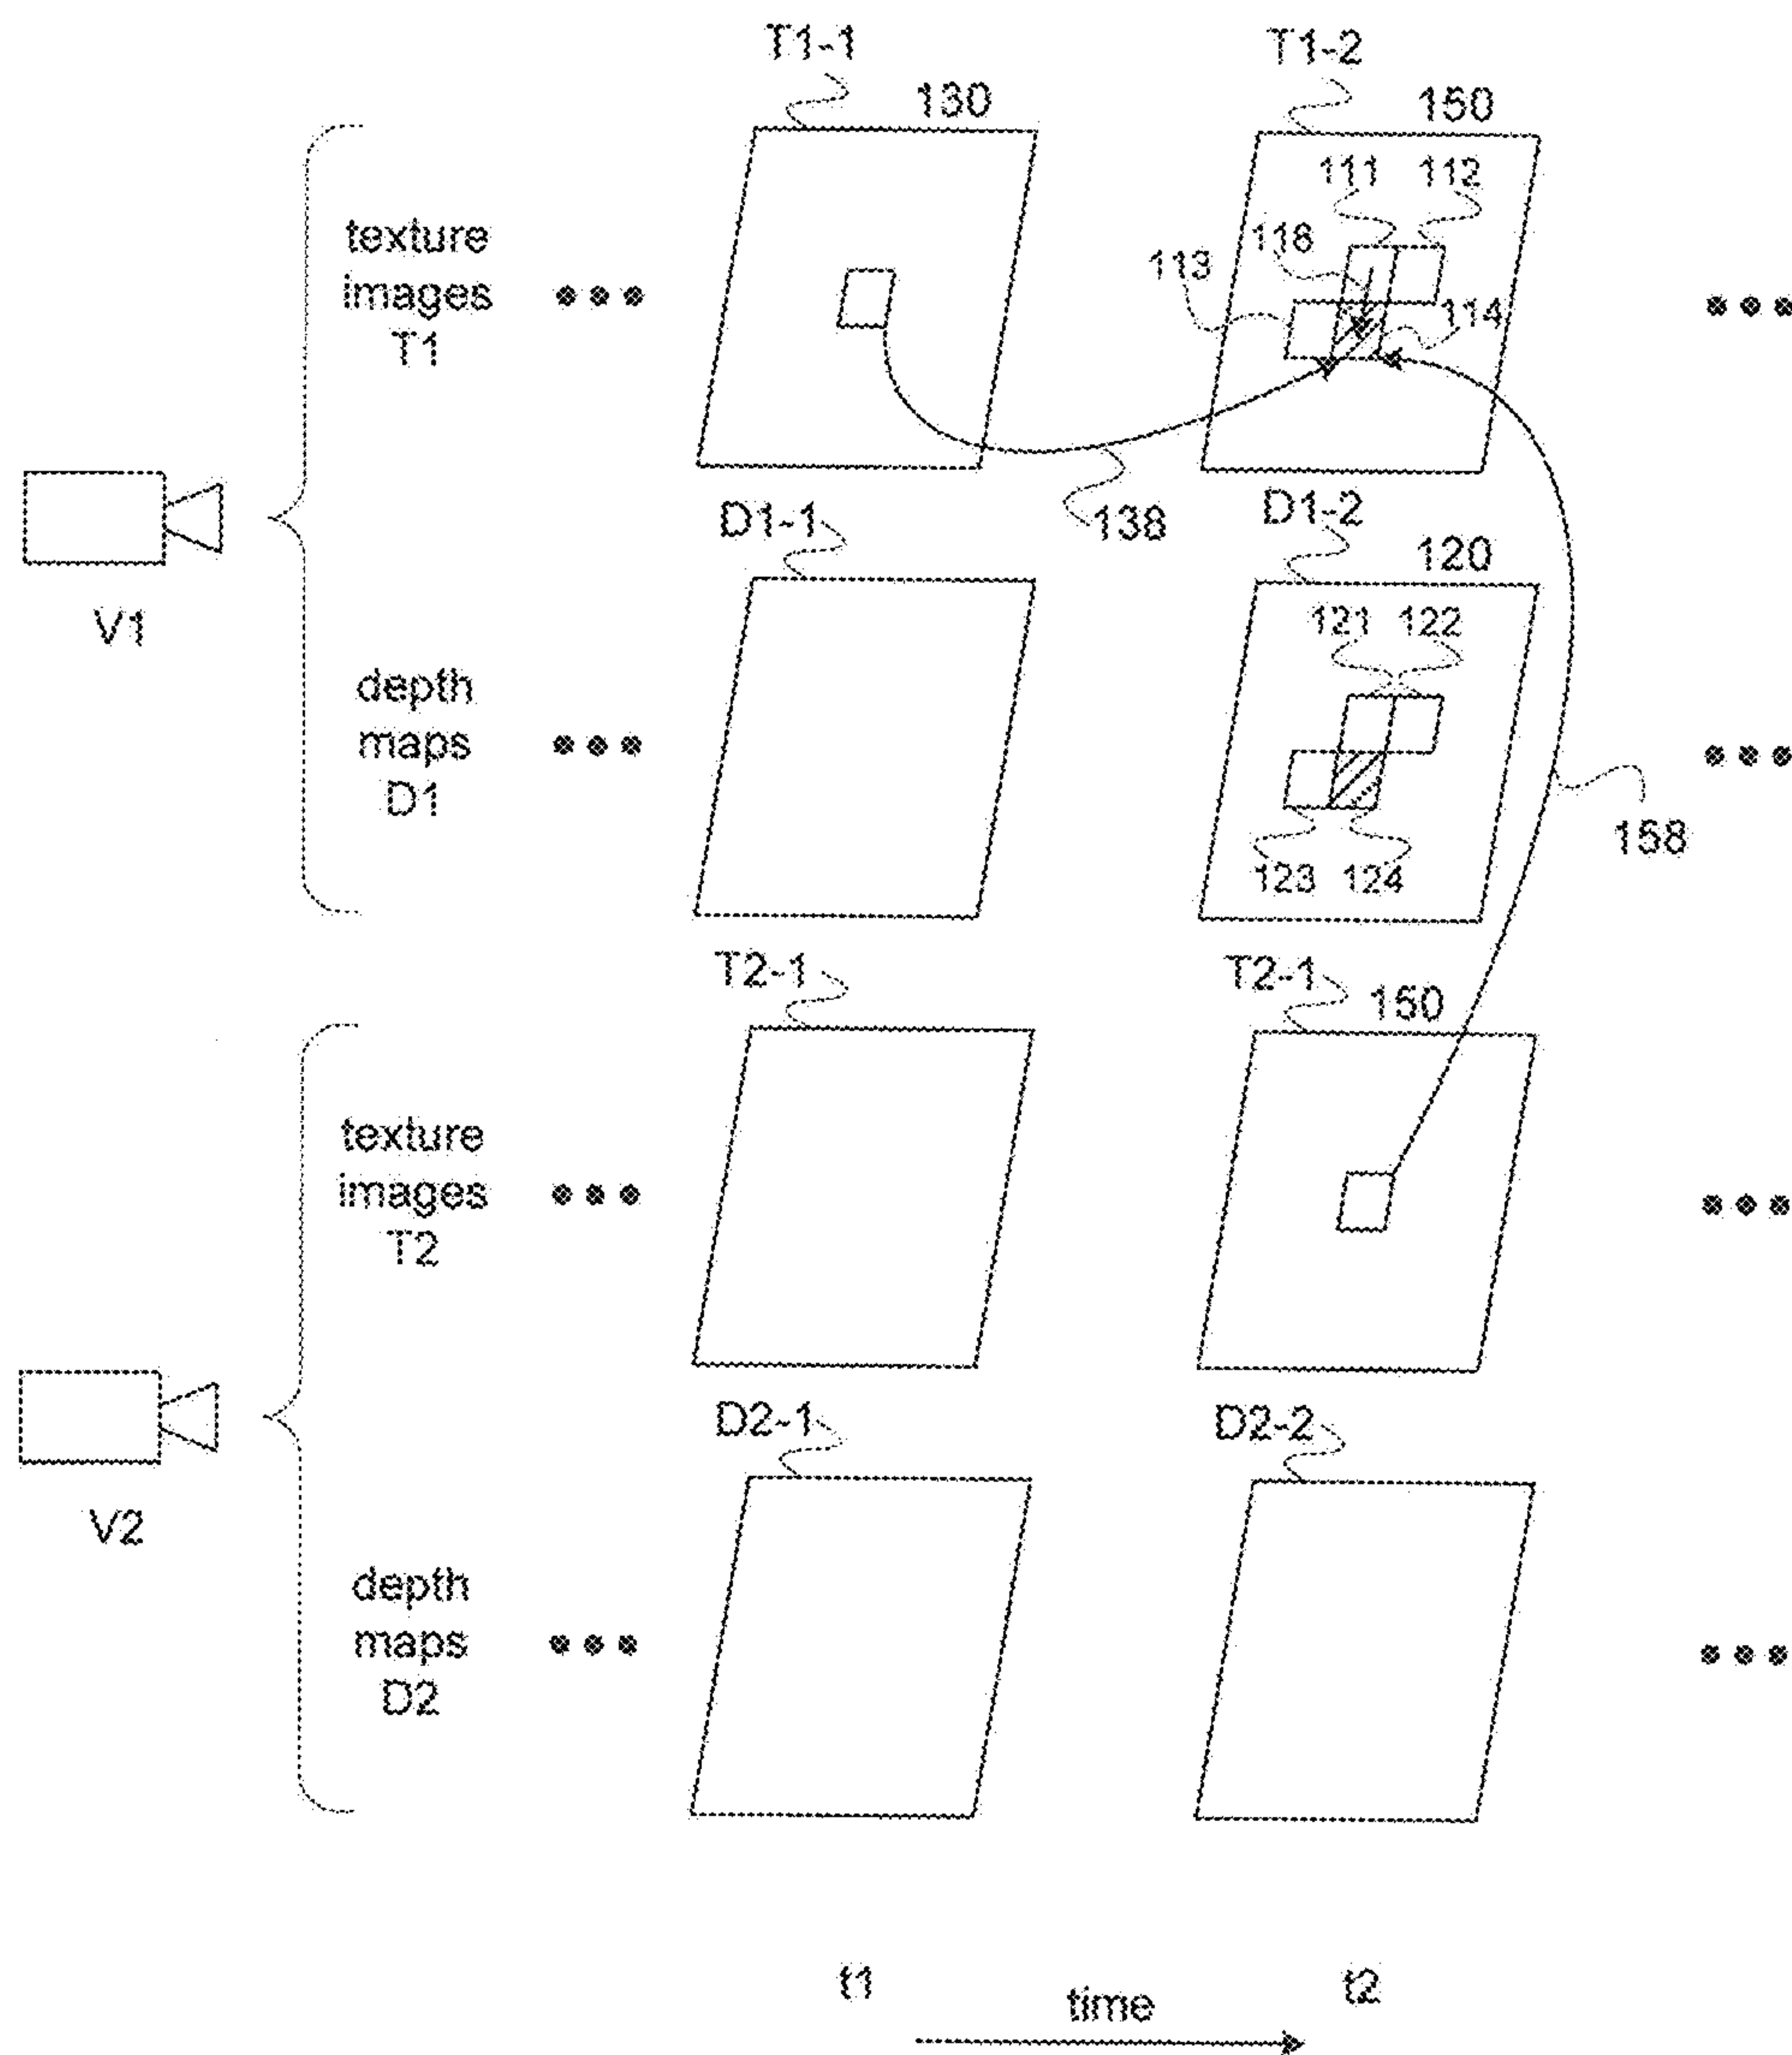 T1-1
T1-2
130
150
111 112
118
113
114
texture
images
T1
D1-1
138
D1-2
120
V1
121 122
depth
maps
D1
158
123 124
T2-1
T2-1
150
texture
images
T2
D2-1
D2-2
V2
depth
maps
D2
t1
time
t2